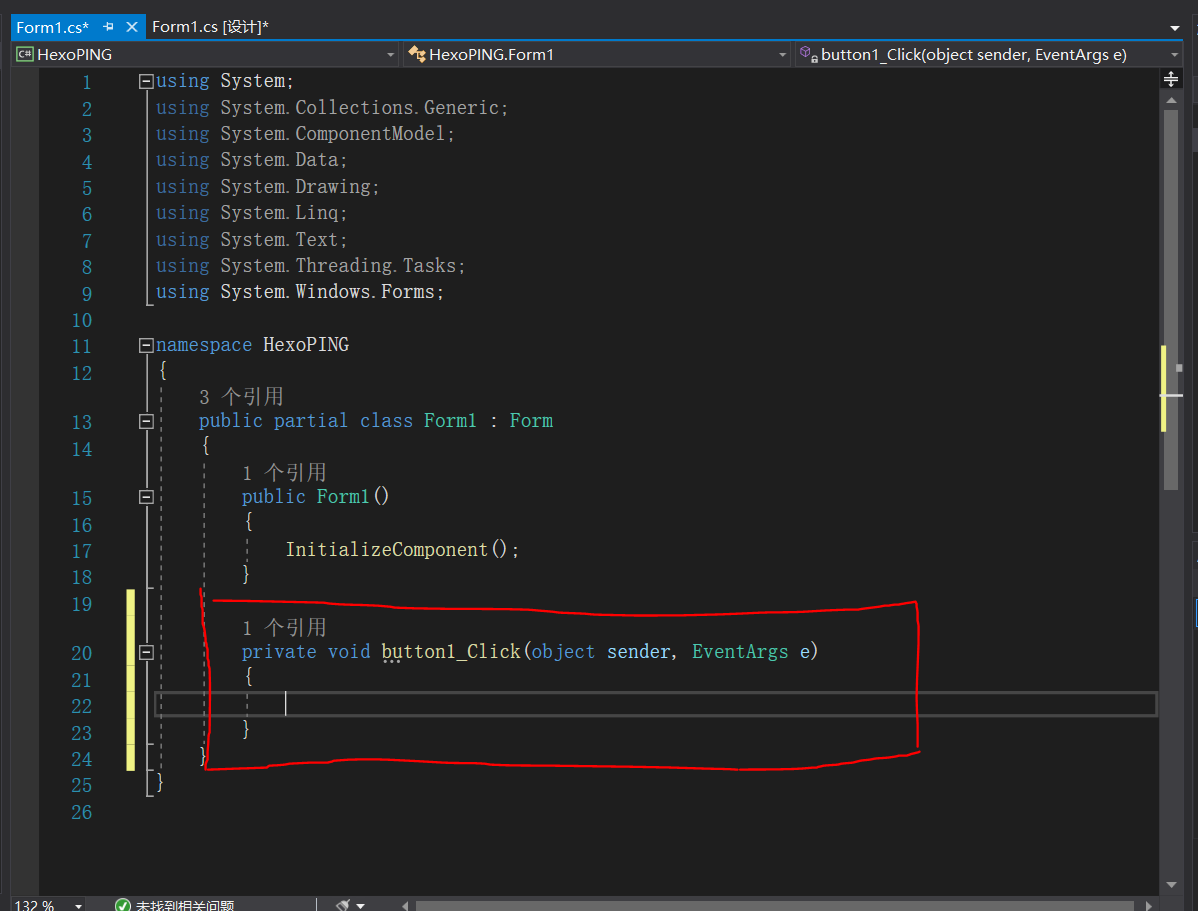 Form1.cs* Form1.cs [设计]*
C# HexoPING HexoPING.Form1 button1_Click(object sender, EventArgs e)
1 using System;
2 using System.Collections.Generic;
3 using System.ComponentModel;
4 using System.Data;
5 using System.Drawing;
6 using System.Linq;
7 using System.Text;
8 using System.Threading.Tasks;
9 using System.Windows.Forms;
10
11 namespace HexoPING
12 {
3 个引用
13 public partial class Form1 : Form
14 {
1 个引用
15 public Form1()
16 {
17 InitializeComponent();
18 }
19
1 个引用
20 private void button1_Click(object sender, EventArgs e)
21 {
22
23 }
24 }
25 }
26
132 % 未找到相关问题